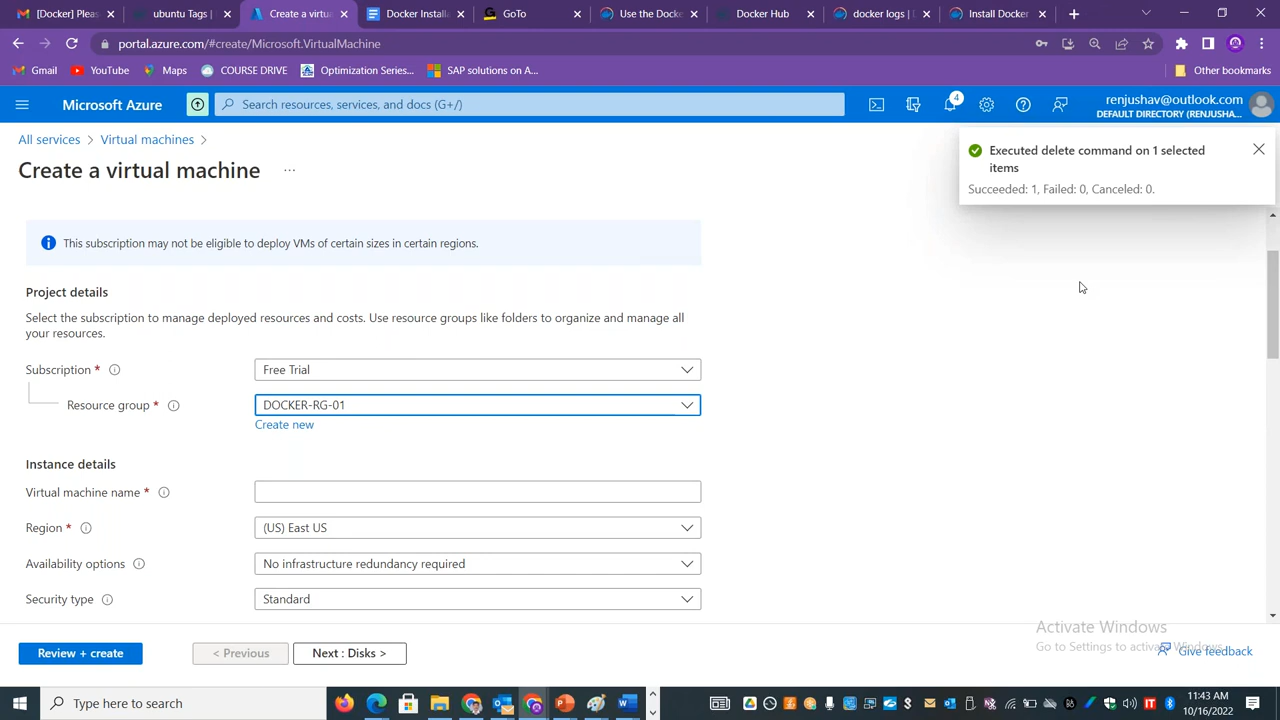 [Docker] Pleas
ubuntu Tags |
Create a virtu
Docker Install
GoTo
Use the Docke
Docker Hub
docker logs |
Install Docker
portal.azure.com/#create/Microsoft.VirtualMachine
Gmail
YouTube
Maps
COURSE DRIVE
Optimization Series...
SAP solutions on A...
Other bookmarks
Microsoft Azure
Search resources, services, and docs (G+/)
4
renjushav@outlook.com
DEFAULT DIRECTORY (RENJUSHA...
All services > Virtual machines >
Create a virtual machine ...
Executed delete command on 1 selected
items
Succeeded: 1, Failed: 0, Canceled: 0.
This subscription may not be eligible to deploy VMs of certain sizes in certain regions.
Project details
Select the subscription to manage deployed resources and costs. Use resource groups like folders to organize and manage all
your resources.
Subscription *
Free Trial
Resource group *
DOCKER-RG-01
Create new
Instance details
Virtual machine name *
Region *
(US) East US
Availability options
No infrastructure redundancy required
Security type
Standard
Review + create
< Previous
Next : Disks >
Activate Windows
Go to Settings to activate Windows.
Give feedback
Type here to search
11:43 AM
10/16/2022